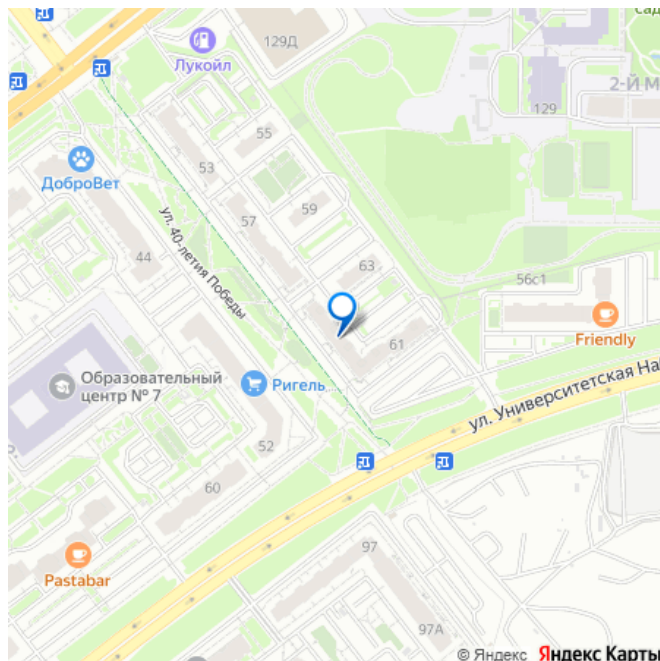 сад
129Д
Лукойл
2-Й М
129
55
53
ДоброВет
59
57
ул. 40-летия Победы
44
63
56с1
Friendly
61
Образовательный
центр № 7
Ригель
ул. Университетская На
52
60
97
Pastabar
97А
© Яндекс Яндекс Карты